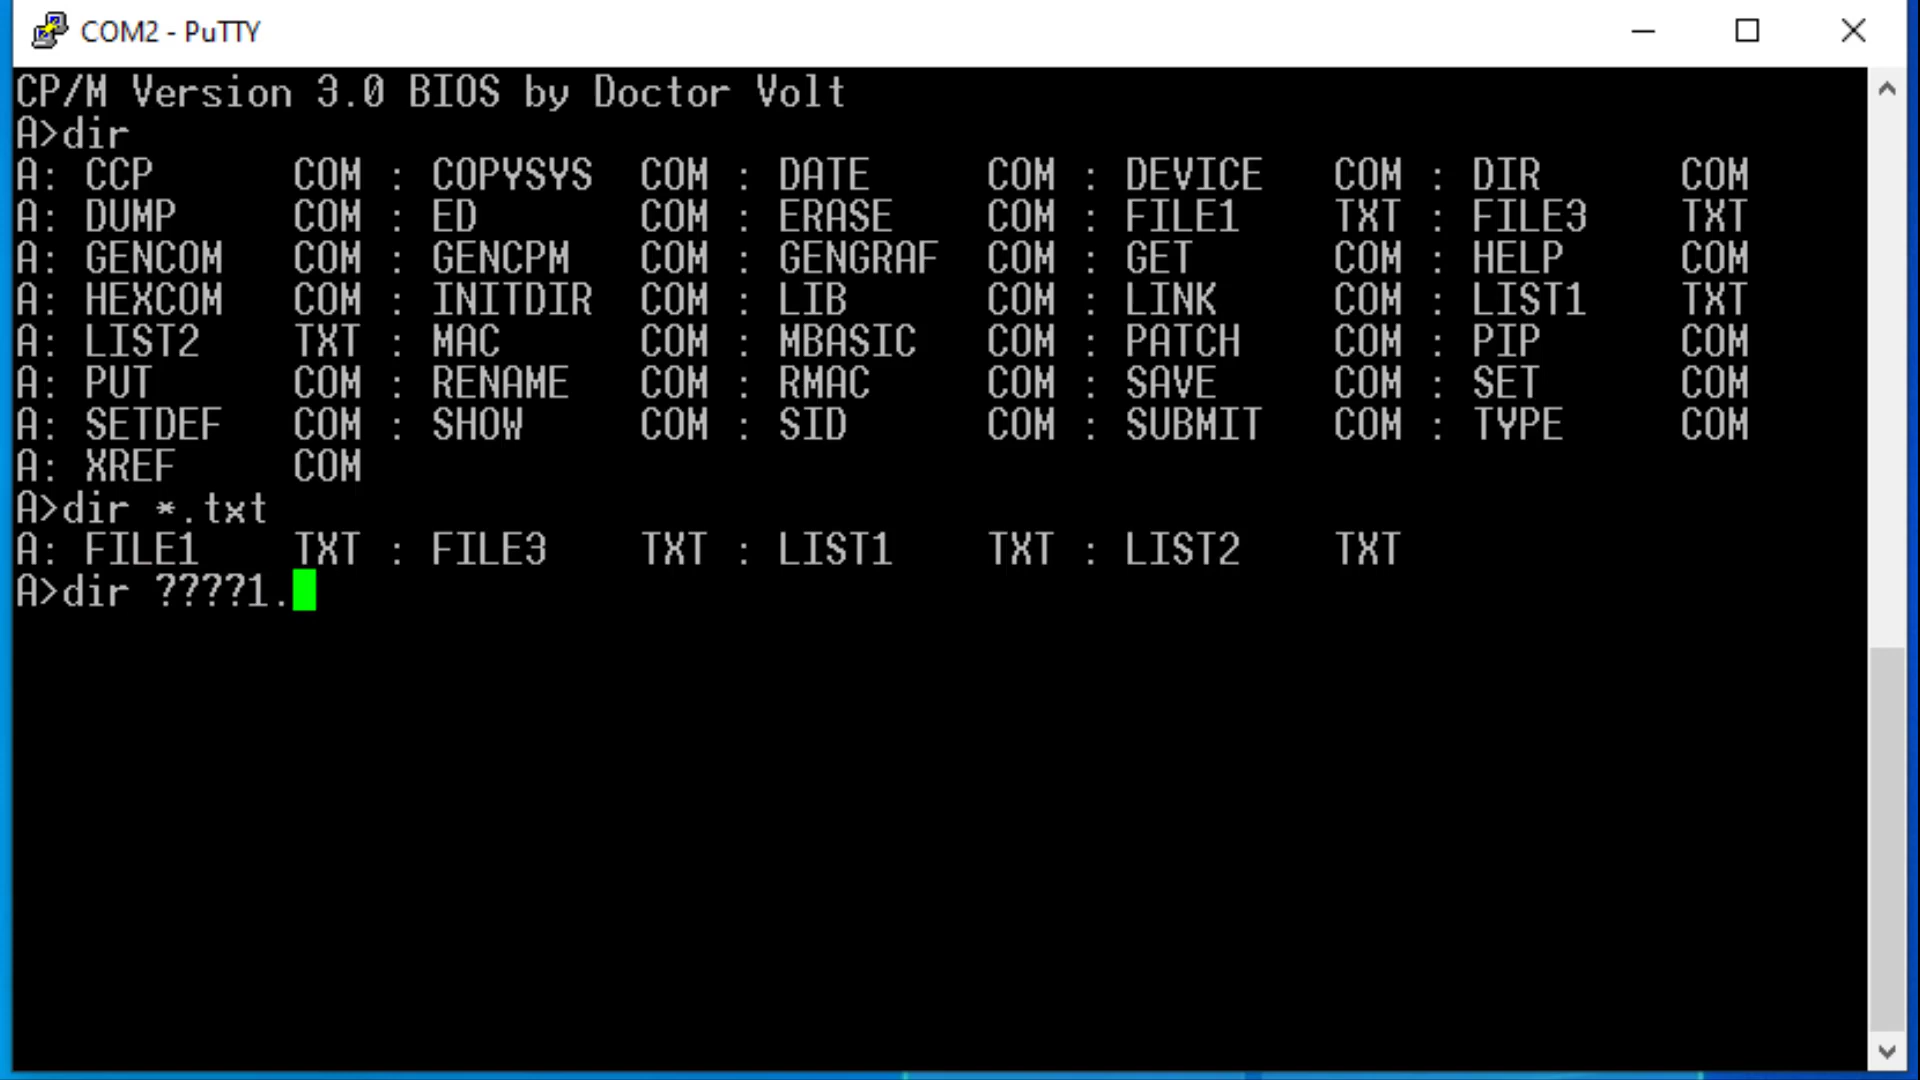 COM2 - PuTTY
CP/M Version 3.0 BIOS by Doctor Volt
A>dir
A: CCP      COM : COPYSYS  COM : DATE     COM : DEVICE   COM : DIR      COM
A: DUMP     COM : ED       COM : ERASE    COM : FILE1    TXT : FILE3    TXT
A: GENCOM   COM : GENCPM   COM : GENGRAF  COM : GET      COM : HELP     COM
A: HEXCOM   COM : INITDIR  COM : LIB      COM : LINK     COM : LIST1    TXT
A: LIST2    TXT : MAC      COM : MBASIC   COM : PATCH    COM : PIP      COM
A: PUT      COM : RENAME   COM : RMAC     COM : SAVE     COM : SET      COM
A: SETDEF   COM : SHOW     COM : SID      COM : SUBMIT   COM : TYPE     COM
A: XREF     COM
A>dir *.txt
A: FILE1    TXT : FILE3    TXT : LIST1    TXT : LIST2    TXT
A>dir ????1.